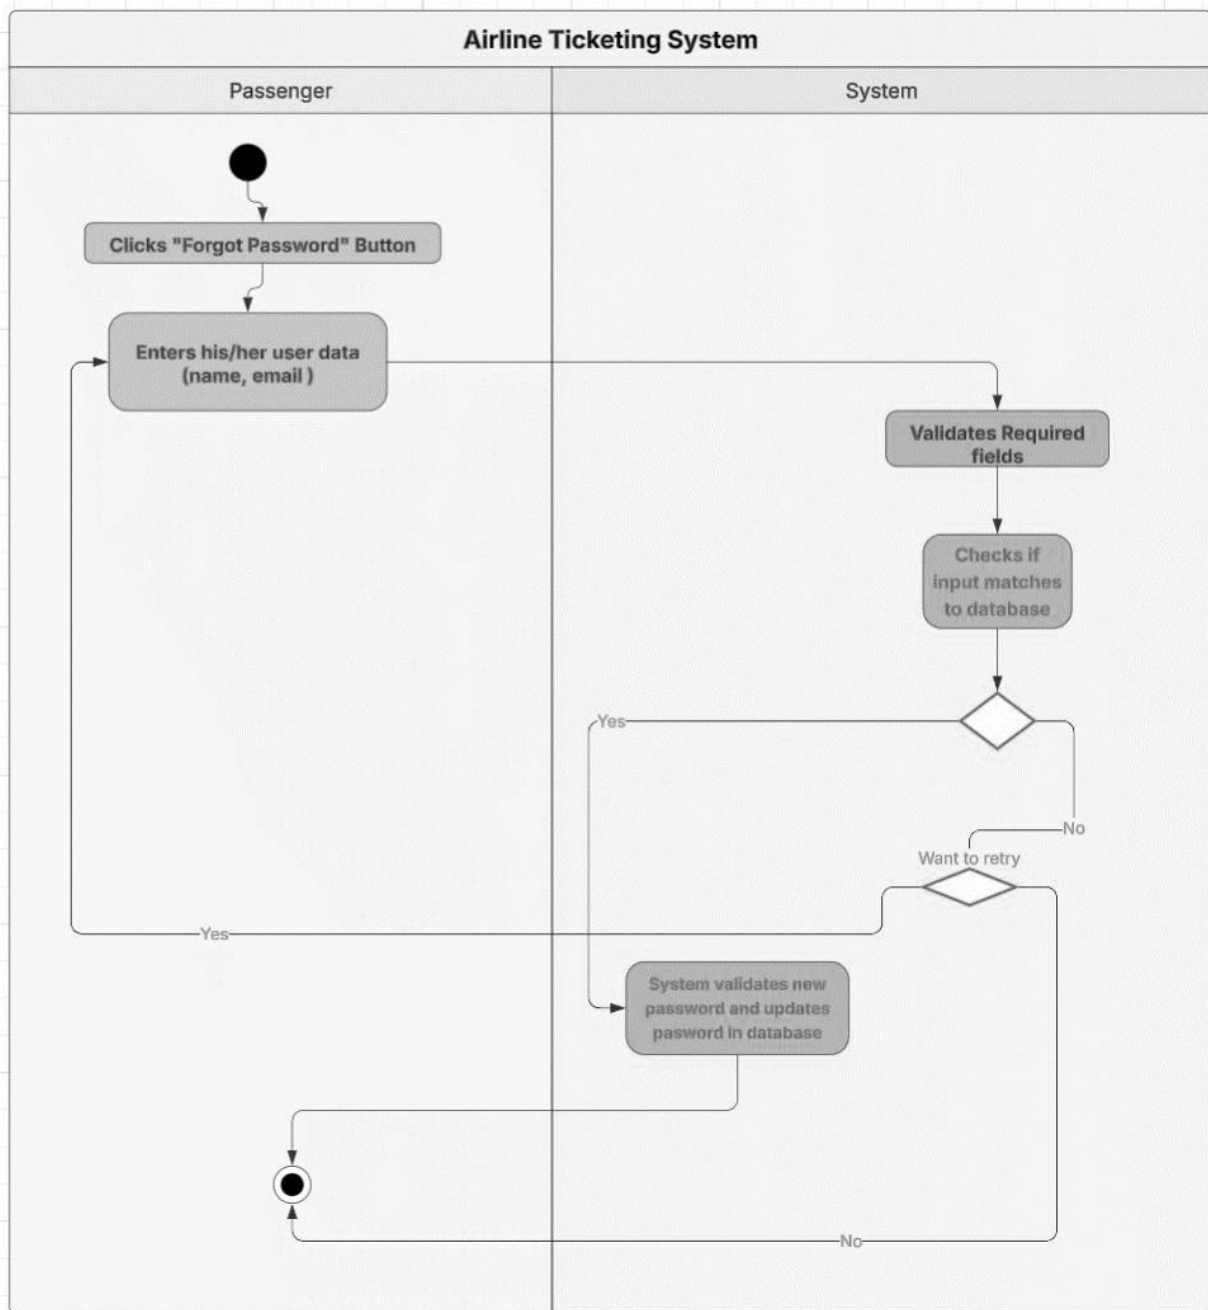 Airline Ticketing System
Passenger
System
Clicks "Forgot Password" Button
Enters his/her user data
(name, email )
Validates Required
fields
Checks if
input matches
to database
Yes
No
Want to retry
Yes
System validates new
password and updates
pasword in database
No